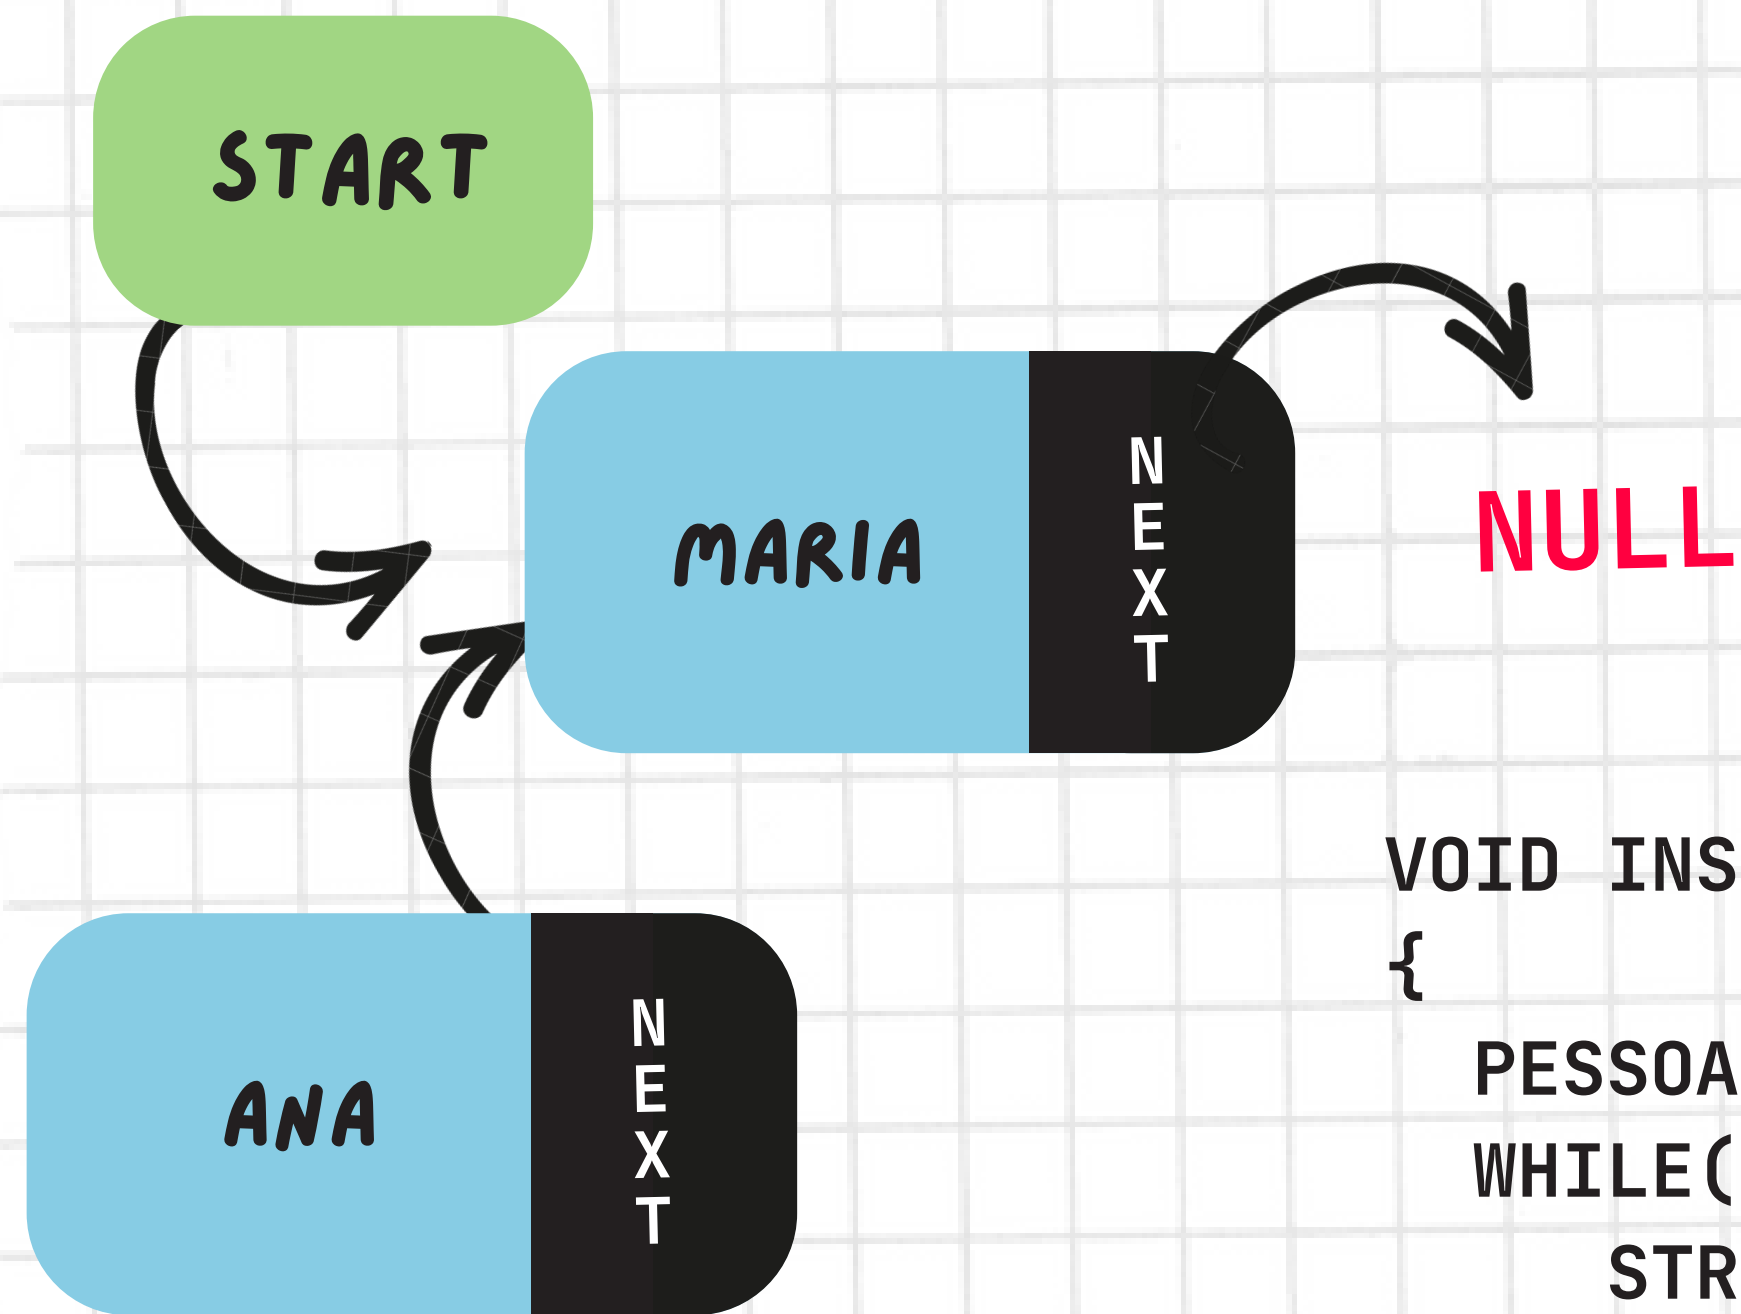 START
MARIA
NEXT
NULL
ANA
NEXT
VOID INS
{
PESSOA
WHILE(
STR